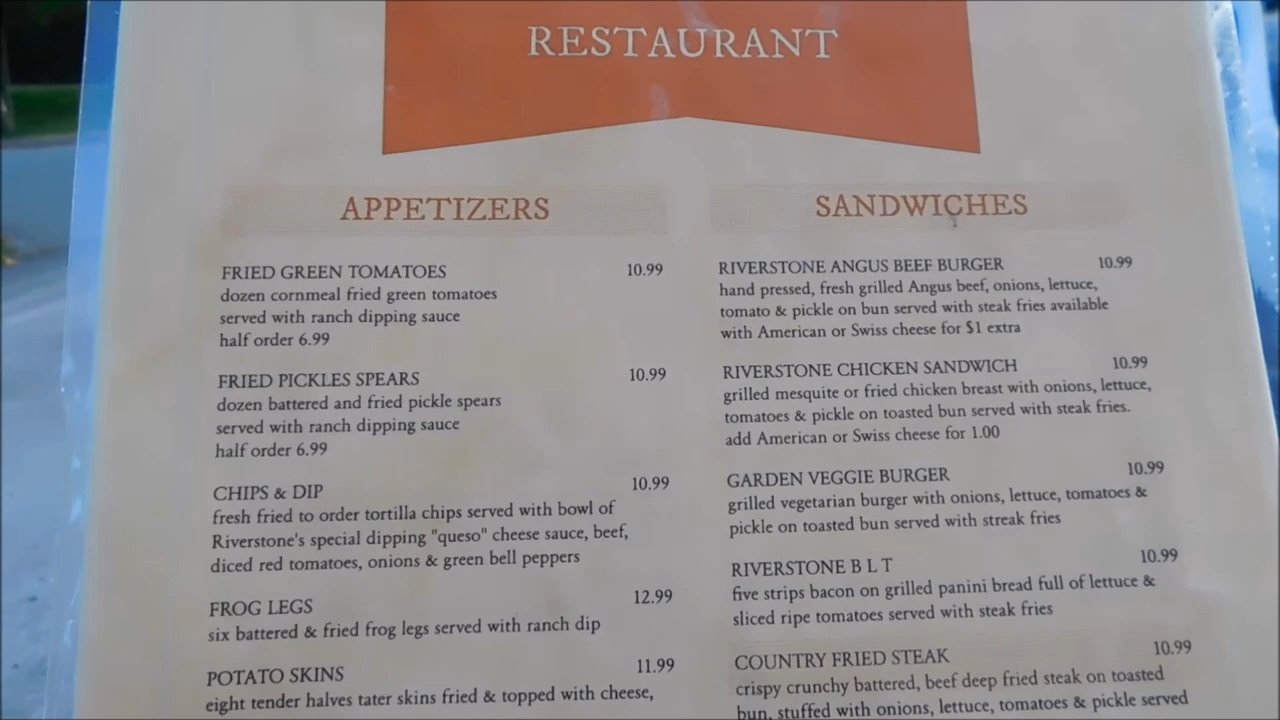 RESTAURANT
APPETIZERS
FRIED GREEN TOMATOES 10.99
dozen cornmeal fried green tomatoes
served with ranch dipping sauce
half order 6.99
FRIED PICKLES SPEARS 10.99
dozen battered and fried pickle spears
served with ranch dipping sauce
half order 6.99
CHIPS & DIP 10.99
fresh fried to order tortilla chips served with bowl of
Riverstone's special dipping "queso" cheese sauce, beef,
diced red tomatoes, onions & green bell peppers
FROG LEGS 12.99
six battered & fried frog legs served with ranch dip
POTATO SKINS 11.99
eight tender halves tater skins fried & topped with cheese,
SANDWICHES
RIVERSTONE ANGUS BEEF BURGER 10.99
hand pressed, fresh grilled Angus beef, onions, lettuce,
tomato & pickle on bun served with steak fries available
with American or Swiss cheese for $1 extra
RIVERSTONE CHICKEN SANDWICH 10.99
grilled mesquite or fried chicken breast with onions, lettuce,
tomatoes & pickle on toasted bun served with steak fries.
add American or Swiss cheese for 1.00
GARDEN VEGGIE BURGER 10.99
grilled vegetarian burger with onions, lettuce, tomatoes &
pickle on toasted bun served with streak fries
RIVERSTONE B L T 10.99
five strips bacon on grilled panini bread full of lettuce &
sliced ripe tomatoes served with steak fries
COUNTRY FRIED STEAK 10.99
crispy crunchy battered, beef deep fried steak on toasted
bun, stuffed with onions, lettuce, tomatoes & pickle served